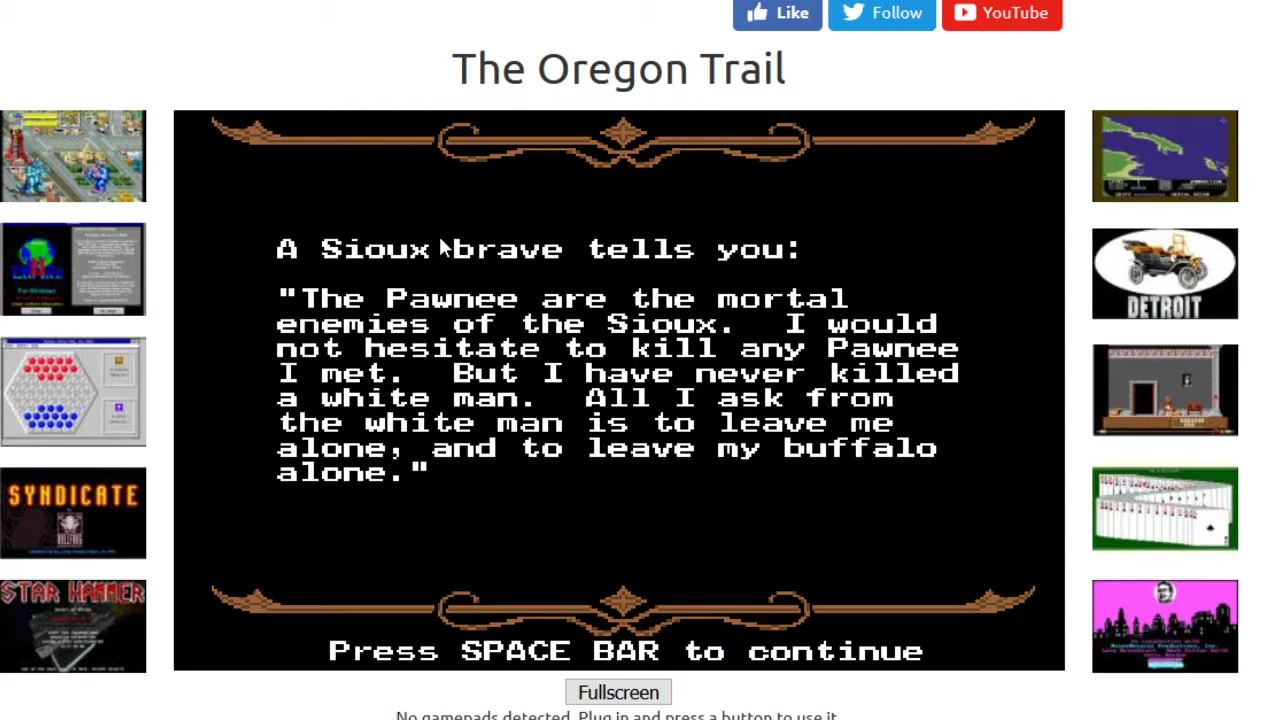 Like Follow YouTube
The Oregon Trail
A Sioux brave tells you:
"The Pawnee are the mortal
enemies of the Sioux. I would
not hesitate to kill any Pawnee
I met. But I have never killed
a white man. All I ask from
the white man is to leave me
alone, and to leave my buffalo
alone."
Press SPACE BAR to continue
Fullscreen
No gamepads detected. Plug in and press a button to use it.
SYNDICATE
STAR HAMMER
DETROIT